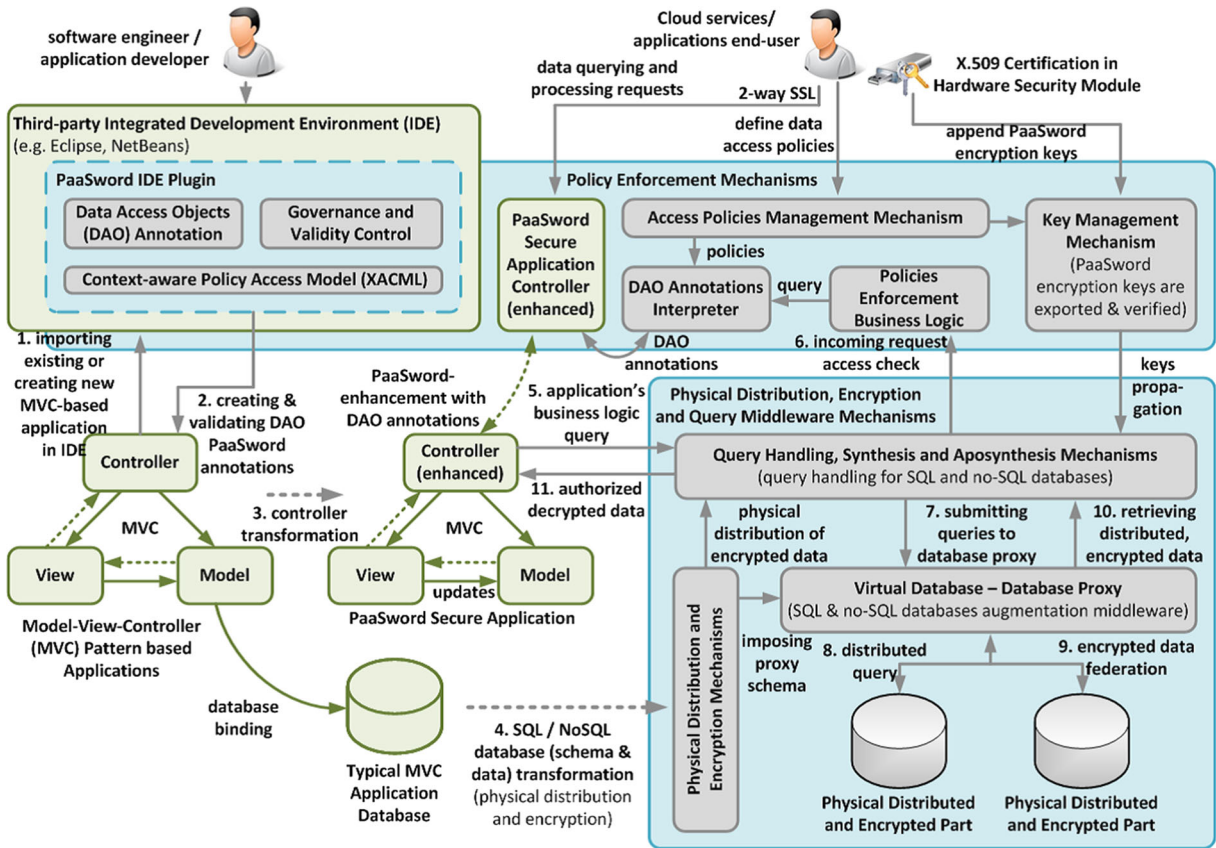 software engineer /
application developer
Cloud services/
applications end-user
data querying and
processing requests
2-way SSL
define data
access policies
X.509 Certification in
Hardware Security Module
append PaaSword
encryption keys
Third-party Integrated Development Environment (IDE)
(e.g. Eclipse, NetBeans)
PaaSword IDE Plugin
Data Access Objects
(DAO) Annotation
Governance and
Validity Control
Context-aware Policy Access Model (XACML)
Policy Enforcement Mechanisms
PaaSword
Secure
Application
Controller
(enhanced)
Access Policies Management Mechanism
policies
DAO Annotations
Interpreter
query
Policies
Enforcement
Business Logic
Key Management
Mechanism
(PaaSword
encryption keys are
exported & verified)
1. importing
existing or
creating new
MVC-based
application
in IDE
2. creating &
validating DAO
PaaSword
annotations
PaaSword-
enhancement with
DAO annotations
DAO
annotations
5. application's
business logic
query
6. incoming request
access check
keys
propa-
gation
Controller
MVC
View
Model
Model-View-Controller
(MVC) Pattern based
Applications
3. controller
transformation
Controller
(enhanced)
MVC
View
Model
updates
PaaSword Secure Application
11. authorized
decrypted data
database
binding
Typical MVC
Application
Database
4. SQL / NoSQL
database (schema &
data) transformation
(physical distribution
and encryption)
Physical Distribution, Encryption
and Query Middleware Mechanisms
Query Handling, Synthesis and Aposynthesis Mechanisms
(query handling for SQL and no-SQL databases)
physical
distribution of
encrypted data
7. submitting
queries to
database proxy
10. retrieving
distributed,
encrypted data
Physical Distribution and
Encryption Mechanisms
Virtual Database – Database Proxy
(SQL & no-SQL databases augmentation middleware)
imposing
proxy
schema
8. distributed
query
9. encrypted data
federation
Physical Distributed
and Encrypted Part
Physical Distributed
and Encrypted Part